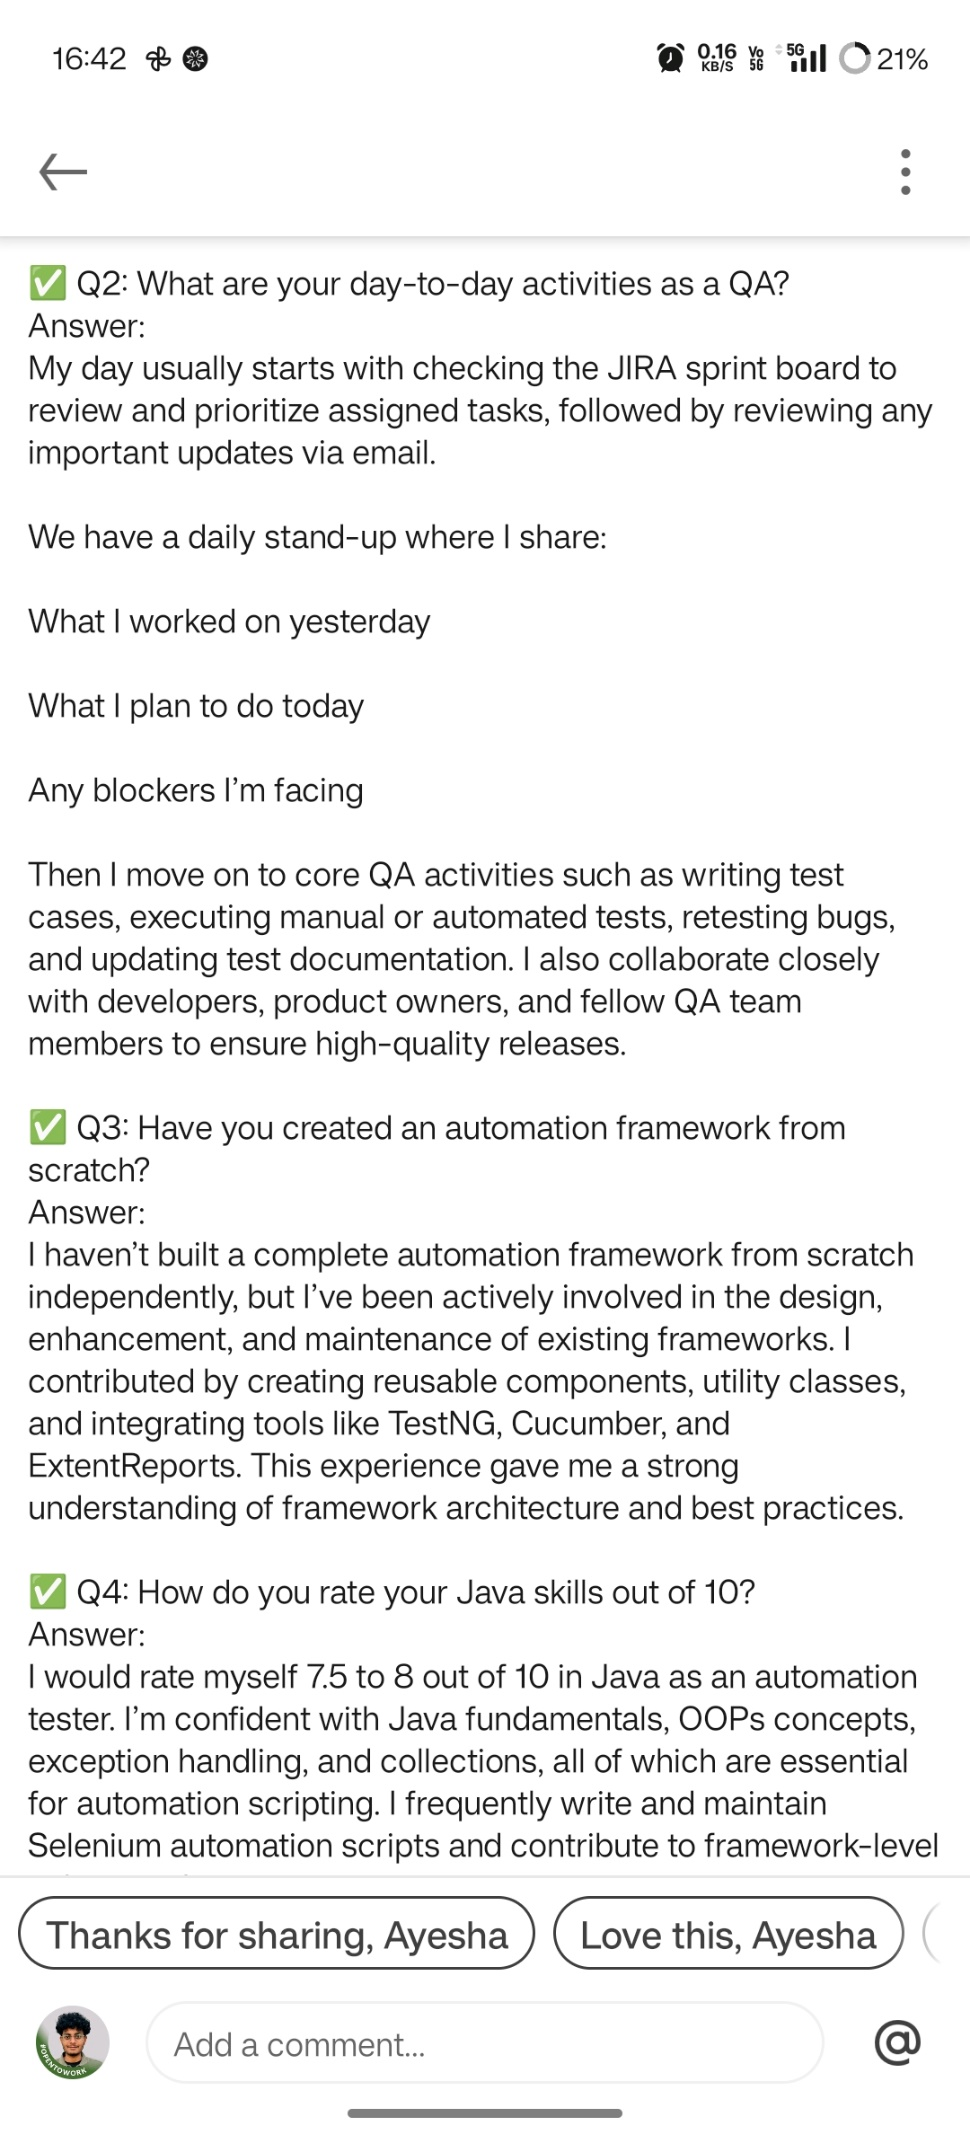 16:42
0.16 KB/S Vo 5G 5G 21%
✅ Q2: What are your day-to-day activities as a QA?
Answer:
My day usually starts with checking the JIRA sprint board to
review and prioritize assigned tasks, followed by reviewing any
important updates via email.
We have a daily stand-up where I share:
What I worked on yesterday
What I plan to do today
Any blockers I’m facing
Then I move on to core QA activities such as writing test
cases, executing manual or automated tests, retesting bugs,
and updating test documentation. I also collaborate closely
with developers, product owners, and fellow QA team
members to ensure high-quality releases.
✅ Q3: Have you created an automation framework from
scratch?
Answer:
I haven’t built a complete automation framework from scratch
independently, but I’ve been actively involved in the design,
enhancement, and maintenance of existing frameworks. I
contributed by creating reusable components, utility classes,
and integrating tools like TestNG, Cucumber, and
ExtentReports. This experience gave me a strong
understanding of framework architecture and best practices.
✅ Q4: How do you rate your Java skills out of 10?
Answer:
I would rate myself 7.5 to 8 out of 10 in Java as an automation
tester. I’m confident with Java fundamentals, OOPs concepts,
exception handling, and collections, all of which are essential
for automation scripting. I frequently write and maintain
Selenium automation scripts and contribute to framework-level
Thanks for sharing, Ayesha
Love this, Ayesha
#OPENTOWORK
Add a comment...
@